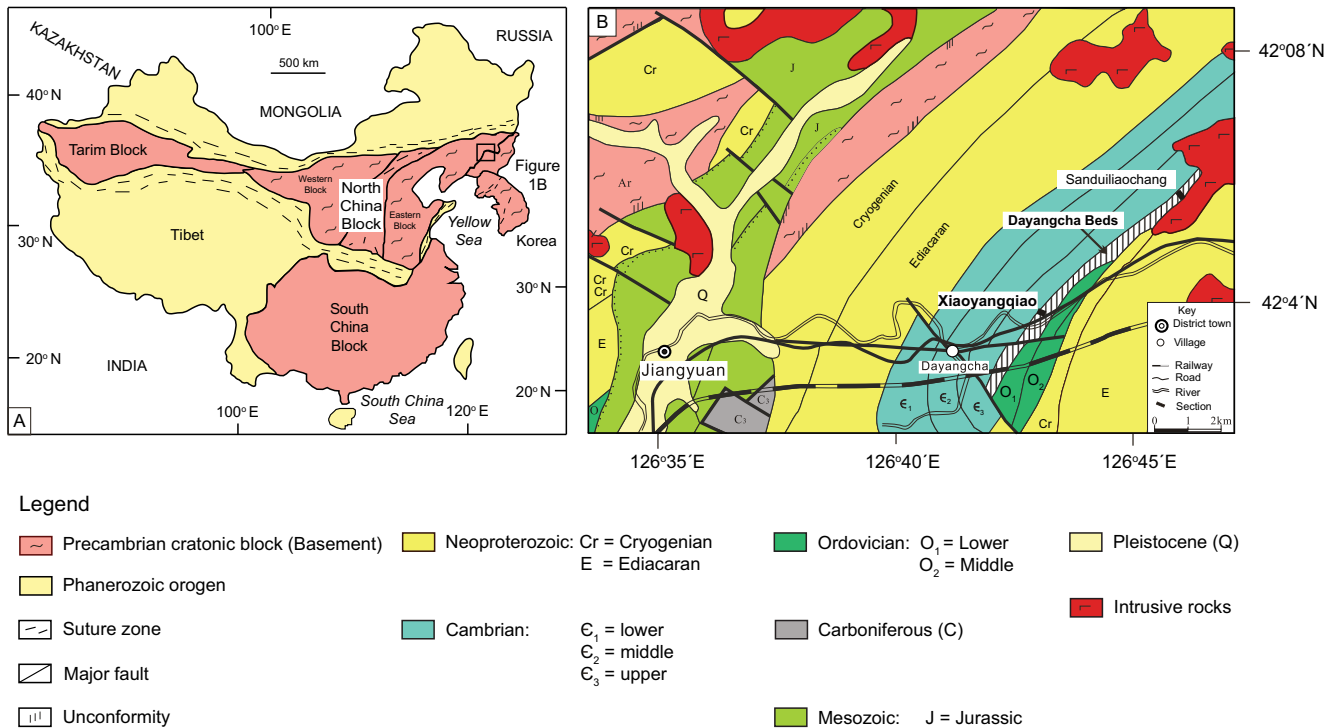 A
100°E
KAZAKHSTAN
RUSSIA
500 km
40°N
MONGOLIA
Tarim Block
Western Block
North China Block
Eastern Block
Figure 1B
Yellow Sea
Korea
Tibet
30°N
30°N
South China Block
INDIA
20°N
20°N
South China Sea
100°E
120°E
B
Cr
J
42°08´N
Cr
J
Ar
Cryogenian
Ediacaran
Sanduiliaochang
Dayangcha Beds
Cr
Cr
Cr
Q
Xiaoyangqiao
42°4´N
E
Jiangyuan
Dayangcha
O
C₃
C₃
Є₁
Є₂
Є₃
O₁
O₂
E
Cr
Key
District town
Village
Railway
Road
River
Section
0 1 2km
126°35´E
126°40´E
126°45´E
Legend
Precambrian cratonic block (Basement)
Phanerozoic orogen
Suture zone
Major fault
Unconformity
Neoproterozoic: Cr = Cryogenian
E = Ediacaran
Cambrian: Є₁ = lower
Є₂ = middle
Є₃ = upper
Ordovician: O₁ = Lower
O₂ = Middle
Carboniferous (C)
Mesozoic: J = Jurassic
Pleistocene (Q)
Intrusive rocks